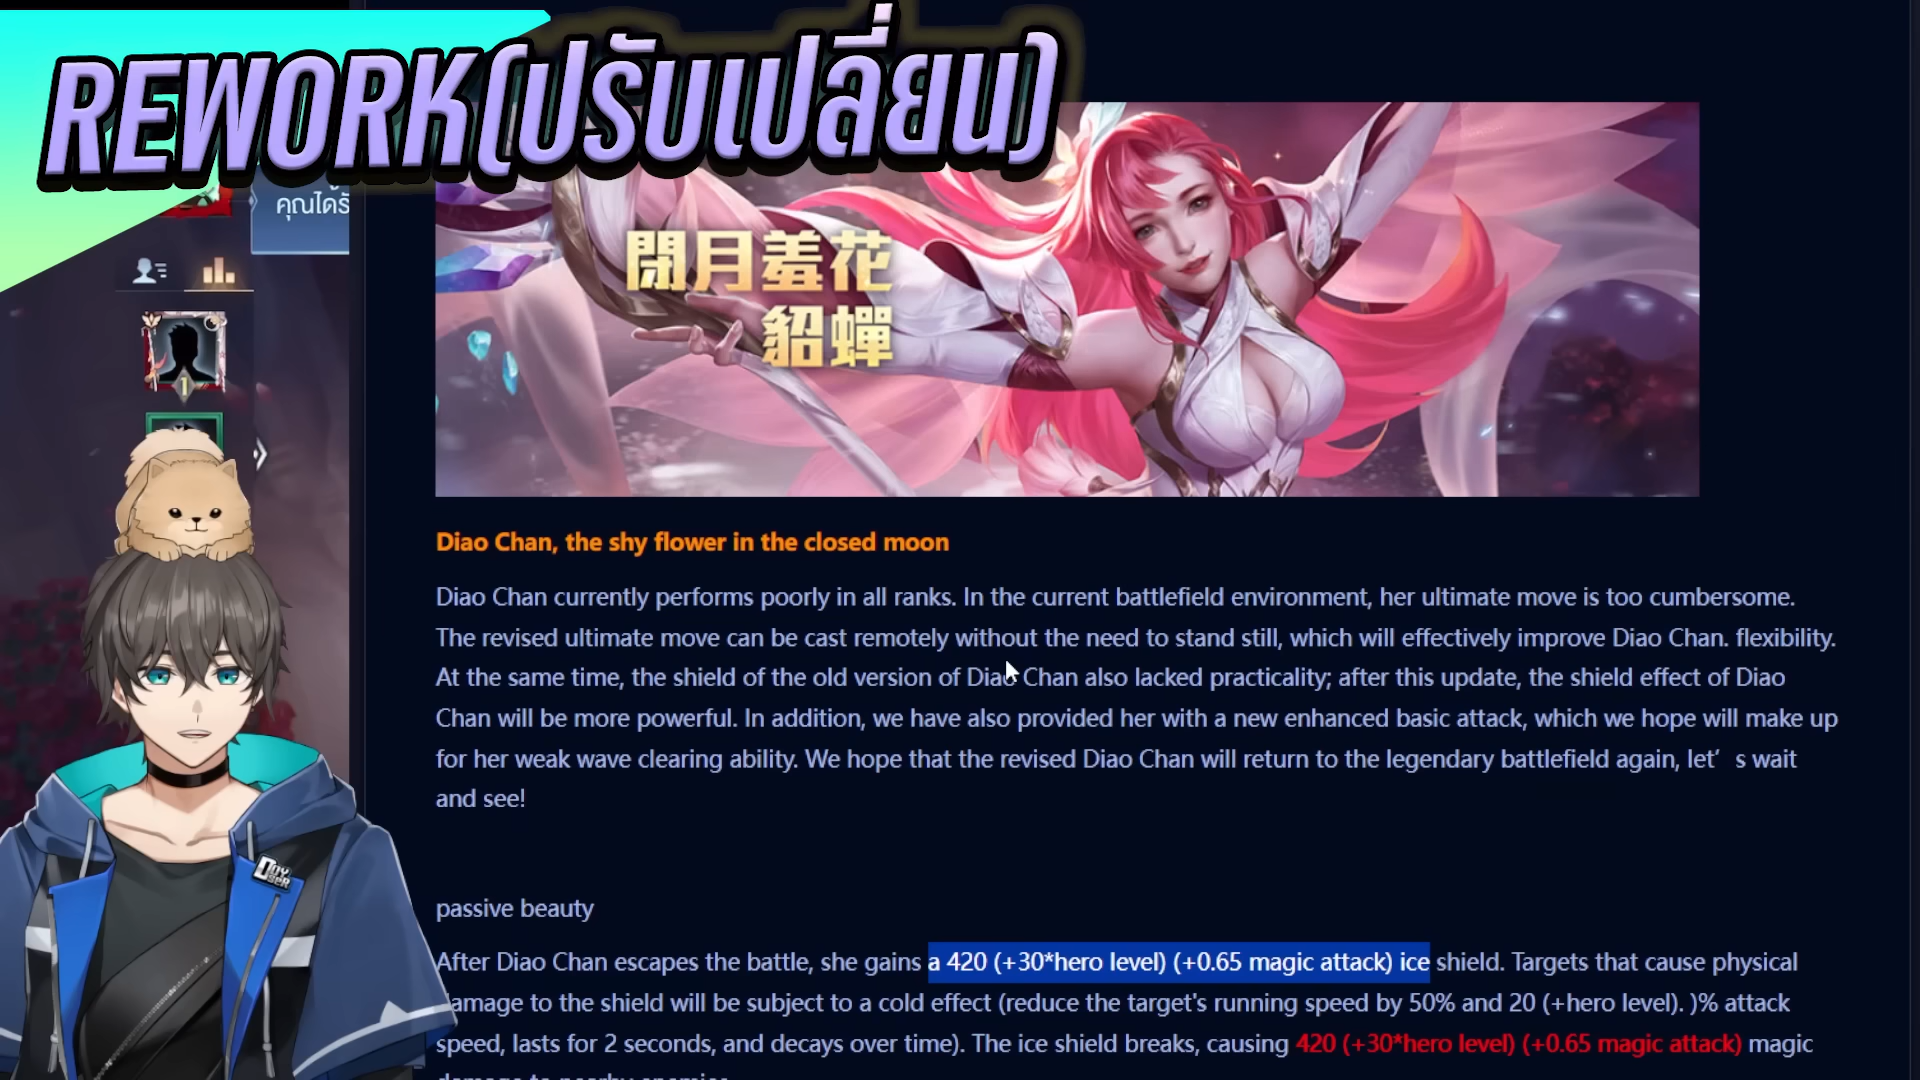 REWORK(ปรับเปลี่ยน)
คุณได้รั
閉月羞花
貂蟬
1
Diao Chan, the shy flower in the closed moon
Diao Chan currently performs poorly in all ranks. In the current battlefield environment, her ultimate move is too cumbersome.
The revised ultimate move can be cast remotely without the need to stand still, which will effectively improve Diao Chan. flexibility.
At the same time, the shield of the old version of Diao Chan also lacked practicality; after this update, the shield effect of Diao
Chan will be more powerful. In addition, we have also provided her with a new enhanced basic attack, which we hope will make up
for her weak wave clearing ability. We hope that the revised Diao Chan will return to the legendary battlefield again, let’s wait
and see!
passive beauty
After Diao Chan escapes the battle, she gains a 420 (+30*hero level) (+0.65 magic attack) ice shield. Targets that cause physical
damage to the shield will be subject to a cold effect (reduce the target's running speed by 50% and 20 (+hero level). )% attack
speed, lasts for 2 seconds, and decays over time). The ice shield breaks, causing 420 (+30*hero level) (+0.65 magic attack) magic
damage to nearby enemies